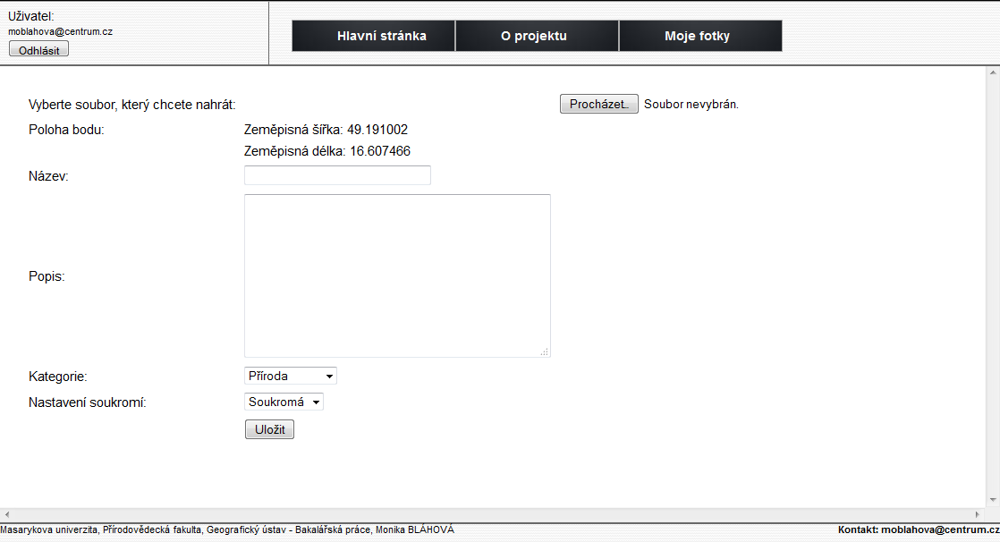 Uživatel:
moblahova@centrum.cz
Odhlásit
Hlavní stránka O projektu Moje fotky
Vyberte soubor, který chcete nahrát: Procházet.. Soubor nevybrán.
Poloha bodu: Zeměpisná šířka: 49.191002
Zeměpisná délka: 16.607466
Název:
Popis:
Kategorie: Příroda
Nastavení soukromí: Soukromá
Uložit
Masarykova univerzita, Přírodovědecká fakulta, Geografický ústav - Bakalářská práce, Monika BLÁHOVÁ Kontakt: moblahova@centrum.cz